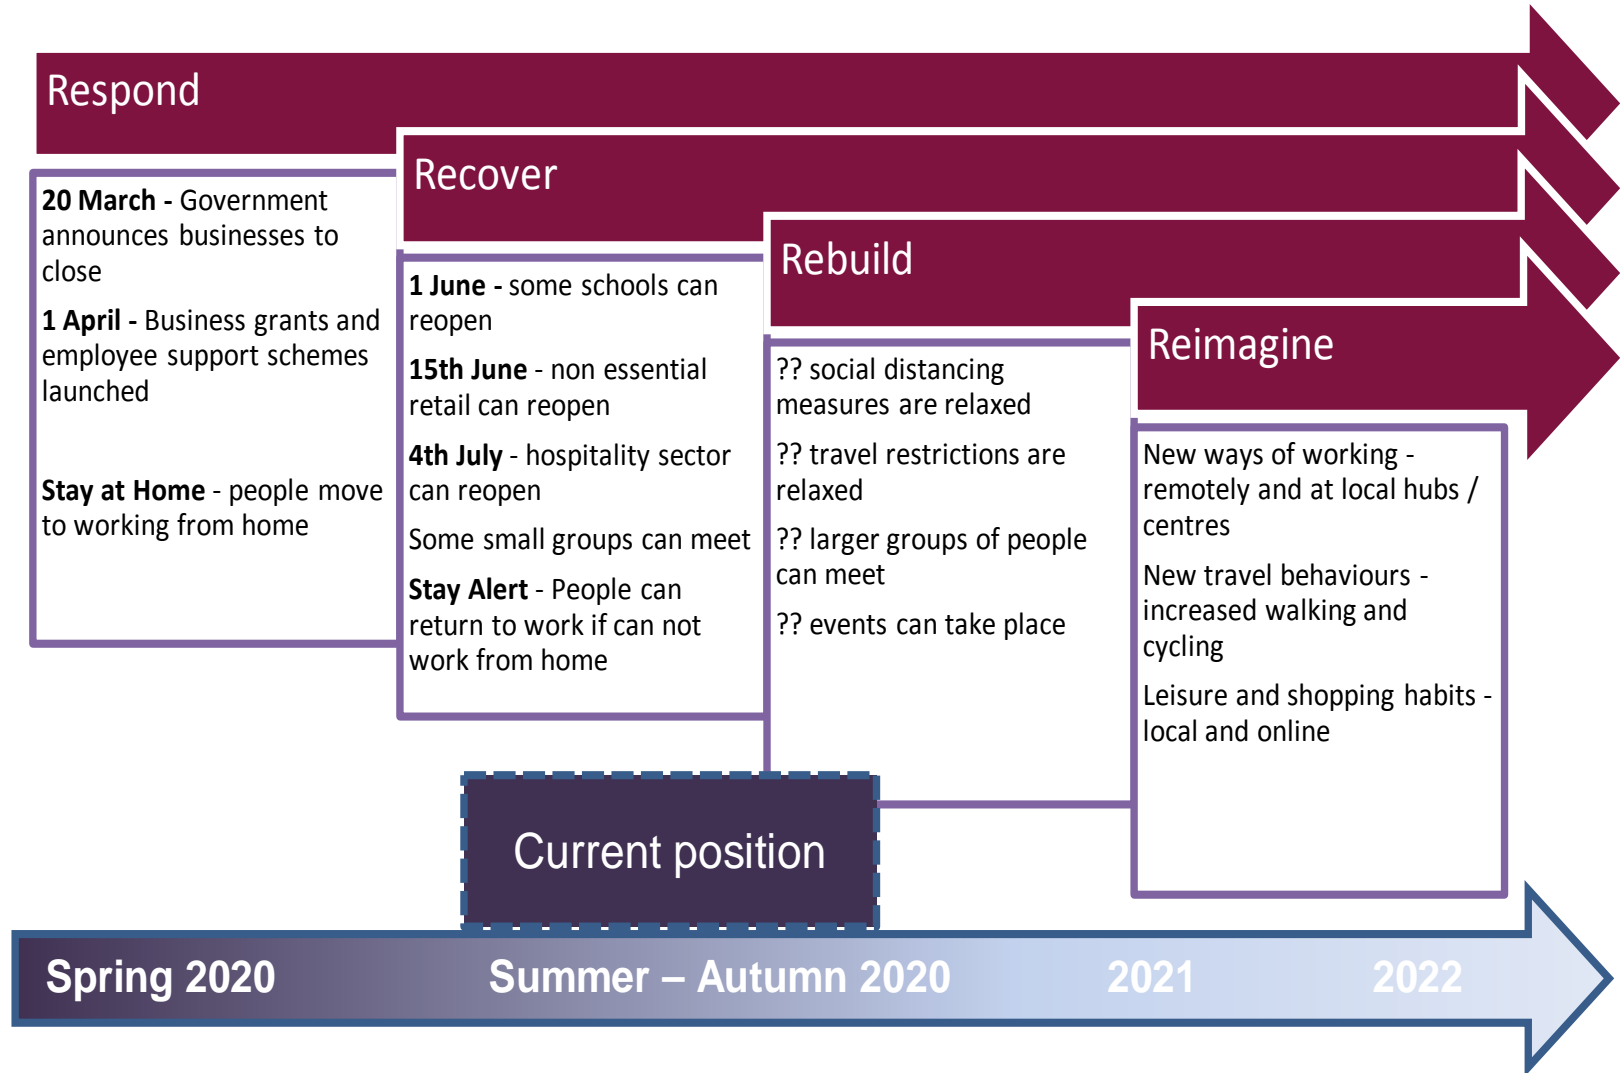 Respond
20 March - Government
announces businesses to
close
1 April - Business grants and
employee support schemes
launched
Stay at Home - people move
to working from home
Recover
1 June - some schools can
reopen
15th June - non essential
retail can reopen
4th July - hospitality sector
can reopen
Some small groups can meet
Stay Alert - People can
return to work if can not
work from home
Rebuild
?? social distancing
measures are relaxed
?? travel restrictions are
relaxed
?? larger groups of people
can meet
?? events can take place
Reimagine
New ways of working -
remotely and at local hubs /
centres
New travel behaviours -
increased walking and
cycling
Leisure and shopping habits -
local and online
Current position
Spring 2020
Summer – Autumn 2020
2021
2022